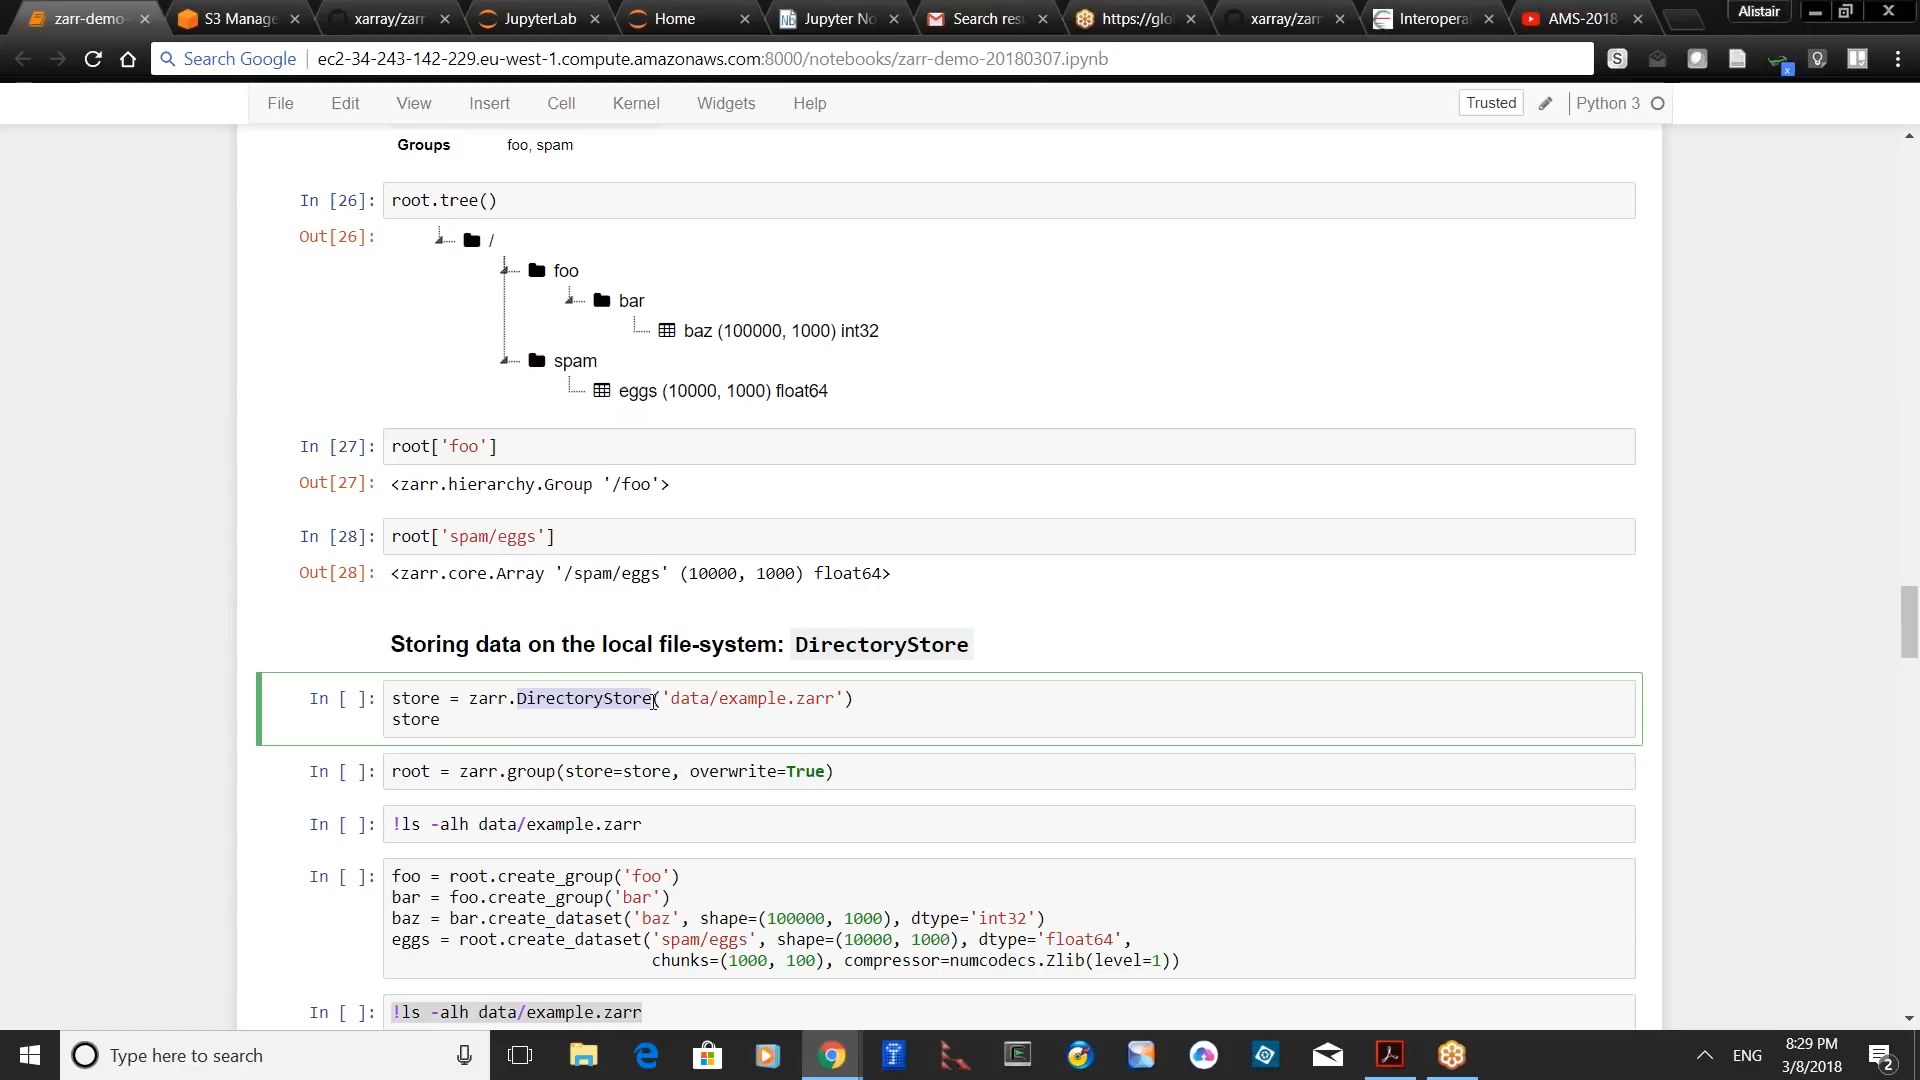 zarr-demo
S3 Manage
xarray/zarr
JupyterLab
Home
Jupyter No
Search res
https://glo
xarray/zarr
Interopera
AMS-2018
Alistair
Search Google
ec2-34-243-142-229.eu-west-1.compute.amazonaws.com:8000/notebooks/zarr-demo-20180307.ipynb
File Edit View Insert Cell Kernel Widgets Help
Trusted
Python 3
Groups foo, spam
In [26]: root.tree()
Out[26]: /
foo
bar
baz (100000, 1000) int32
spam
eggs (10000, 1000) float64
In [27]: root['foo']
Out[27]: <zarr.hierarchy.Group '/foo'>
In [28]: root['spam/eggs']
Out[28]: <zarr.core.Array '/spam/eggs' (10000, 1000) float64>
Storing data on the local file-system: DirectoryStore
In [ ]: store = zarr.DirectoryStore('data/example.zarr')
store
In [ ]: root = zarr.group(store=store, overwrite=True)
In [ ]: !ls -alh data/example.zarr
In [ ]: foo = root.create_group('foo')
bar = foo.create_group('bar')
baz = bar.create_dataset('baz', shape=(100000, 1000), dtype='int32')
eggs = root.create_dataset('spam/eggs', shape=(10000, 1000), dtype='float64',
chunks=(1000, 100), compressor=numcodecs.Zlib(level=1))
In [ ]: !ls -alh data/example.zarr
Type here to search
ENG
8:29 PM
3/8/2018
2